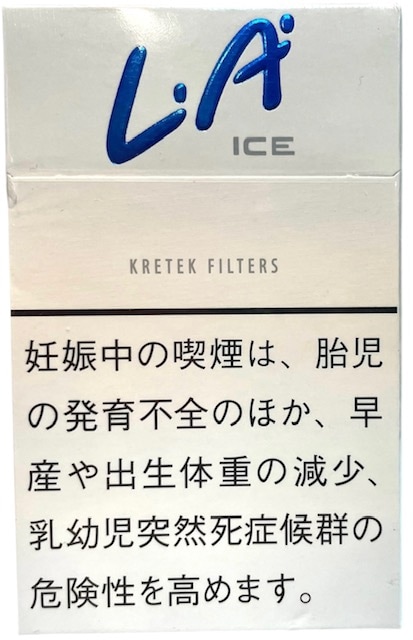 L.A.
ICE
KRETEK FILTERS
妊娠中の喫煙は、胎児
の発育不全のほか、早
産や出生体重の減少、
乳幼児突然死症候群の
危険性を高めます。